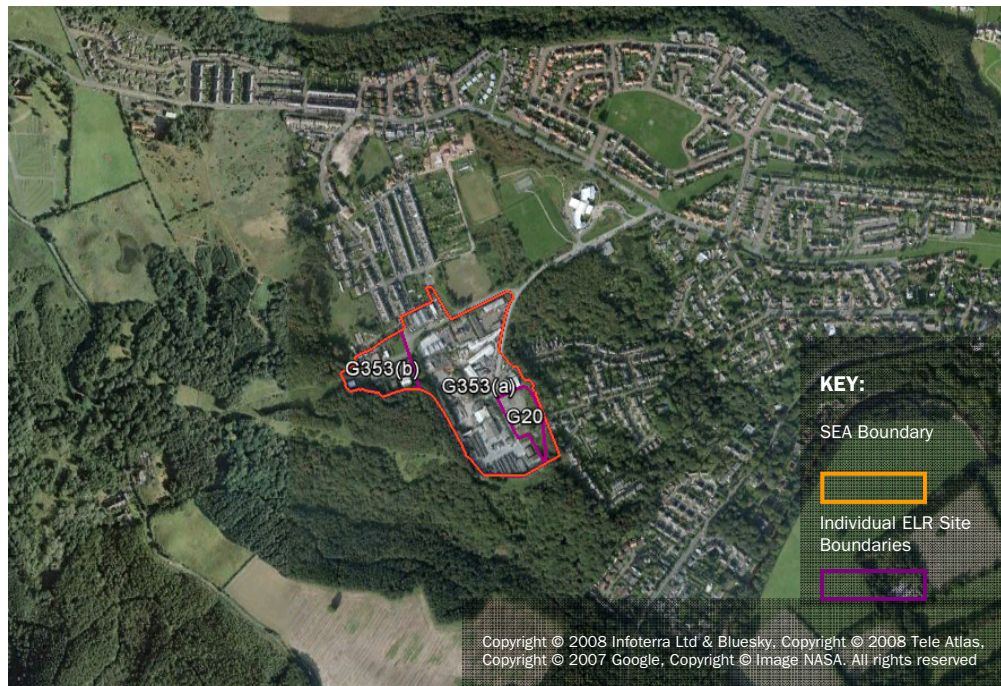 G353(b)
G353(a)
G20
KEY:
SEA Boundary
Individual ELR Site
Boundaries
Copyright © 2008 Infoterra Ltd & Bluesky, Copyright © 2008 Tele Atlas,
Copyright © 2007 Google, Copyright © Image NASA. All rights reserved